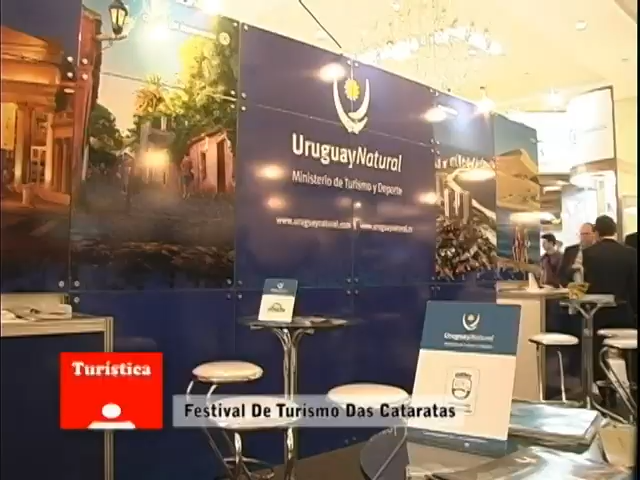 UruguayNatural
Ministerio de Turismo y Deporte
www.uruguaynatural.com
www.uruguaynatural.tv
UruguayNatural
Turística
Festival De Turismo Das Cataratas